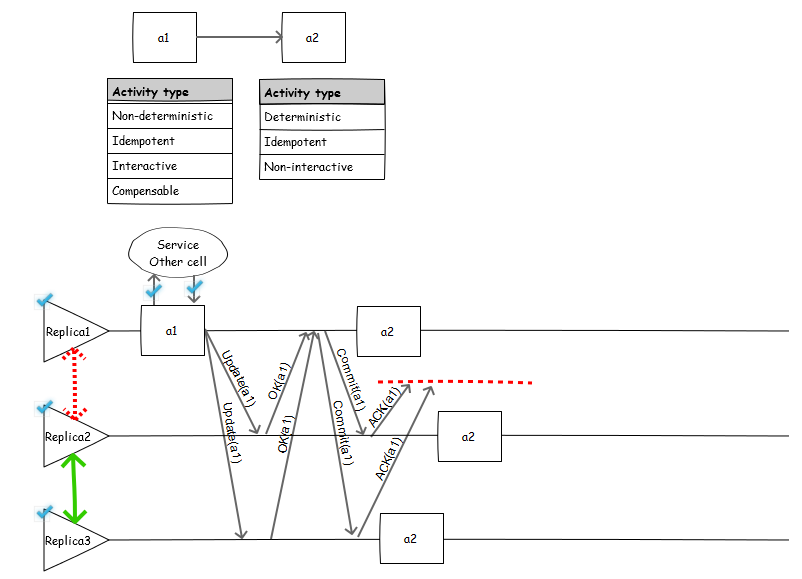 a1
a2
Activity type
Non-deterministic
Idempotent
Interactive
Compensable
Activity type
Deterministic
Idempotent
Non-interactive
Service
Other cell
Replica1
a1
a2
Update(a1)
OK(a1)
Commit(a1)
ACK(a1)
Replica2
a2
Update(a1)
OK(a1)
Commit(a1)
ACK(a1)
Replica3
a2